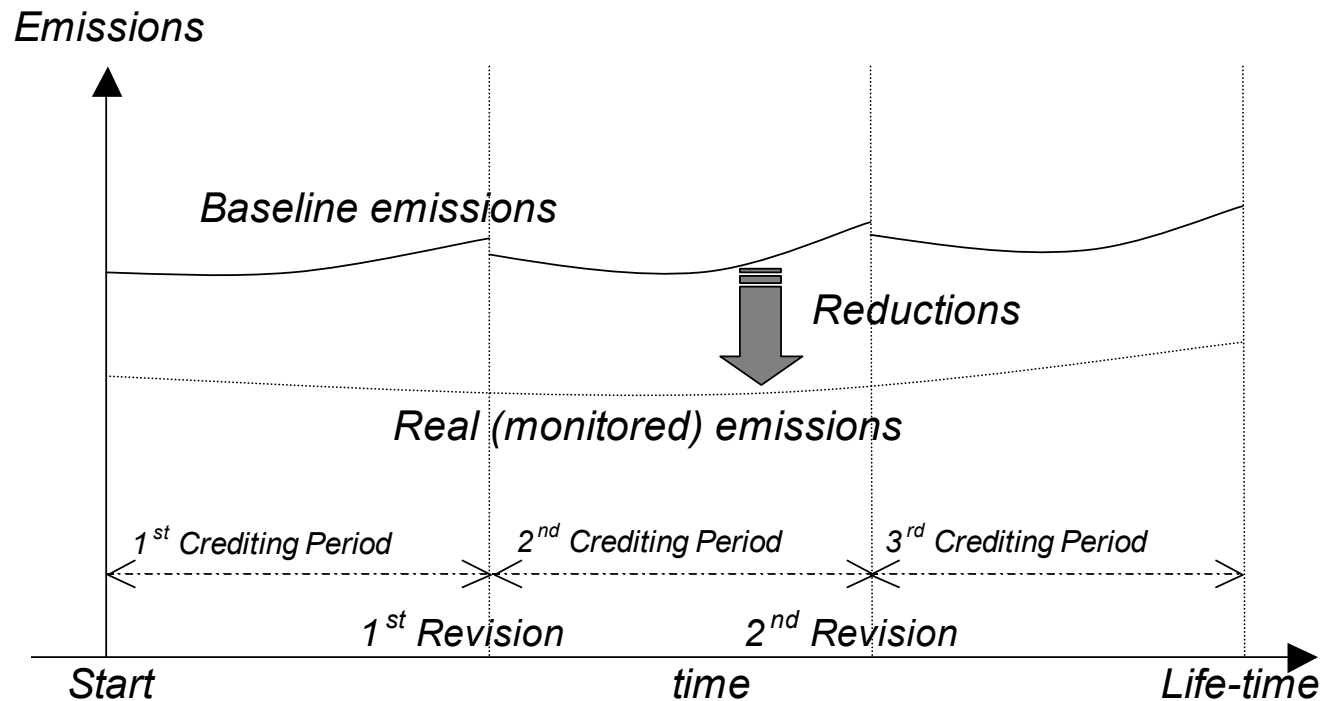 Emissions
Baseline emissions
Reductions
Real (monitored) emissions
1st Crediting Period
2nd Crediting Period
3rd Crediting Period
1st Revision
2nd Revision
Start
time
Life-time